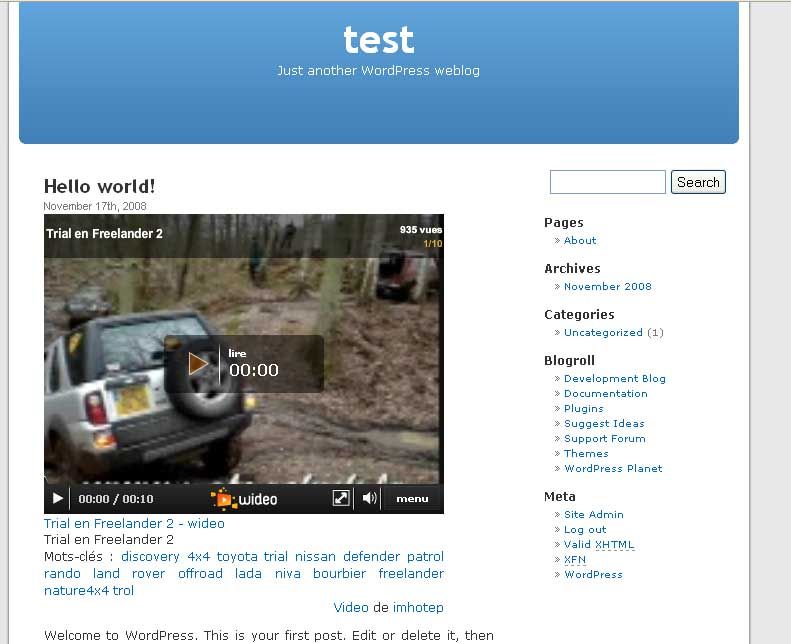 test
Just another WordPress weblog
Hello world!
November 17th, 2008
Trial en Freelander 2
935 vues
1/10
lire
00:00
00:00 / 00:10
wideo
menu
Trial en Freelander 2 - wideo
Trial en Freelander 2
Mots-clés : discovery 4x4 toyota trial nissan defender patrol
rando land rover offroad lada niva bourbier freelander
nature4x4 trol
Video de imhotep
Welcome to WordPress. This is your first post. Edit or delete it, then
Search
Pages
» About
Archives
» November 2008
Categories
» Uncategorized (1)
Blogroll
» Development Blog
» Documentation
» Plugins
» Suggest Ideas
» Support Forum
» Themes
» WordPress Planet
Meta
» Site Admin
» Log out
» Valid XHTML
» XFN
» WordPress